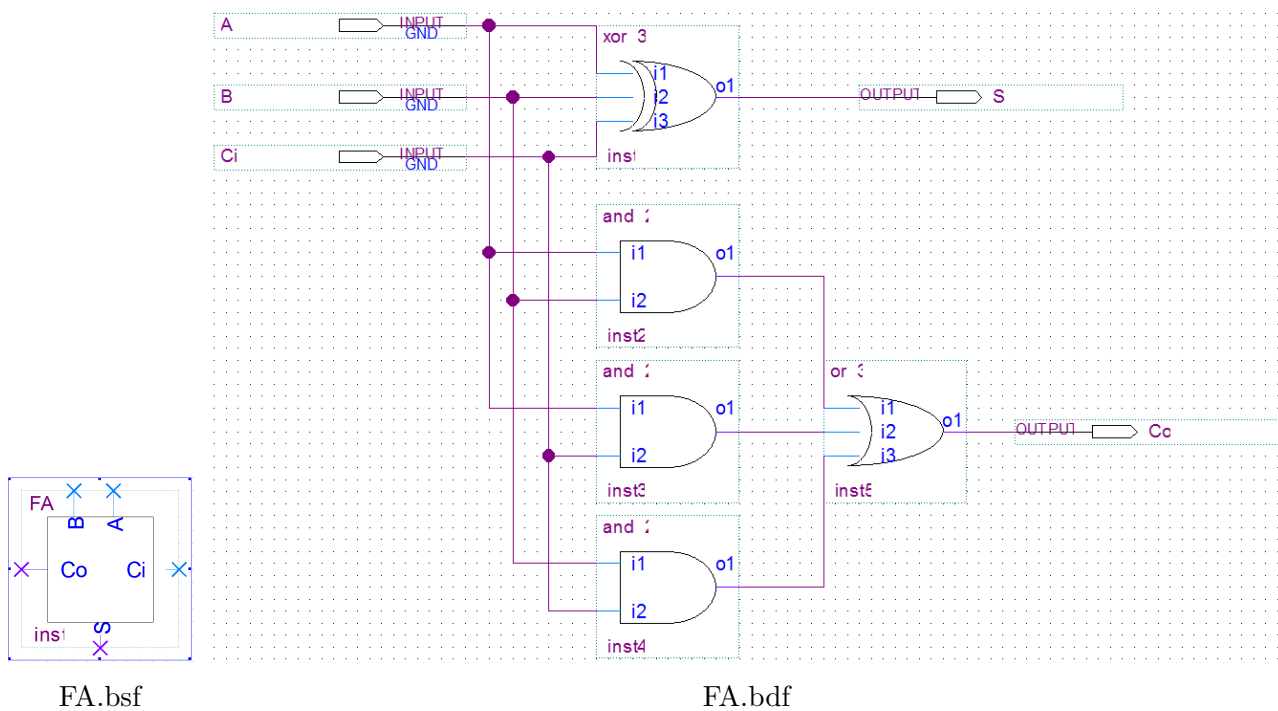 A INPUT
GND
xor 3
i1
o1
B INPUT
GND
i2
OUTPUT S
i3
Ci INPUT
GND
inst
and 2
i1
o1
i2
inst2
and 2
or 3
i1
o1
i1
o1
i2
OUTPUT Co
i2
i3
inst3
inst5
FA
B A
and 2
i1
o1
Co Ci
i2
S
inst
inst4
FA.bsf
FA.bdf